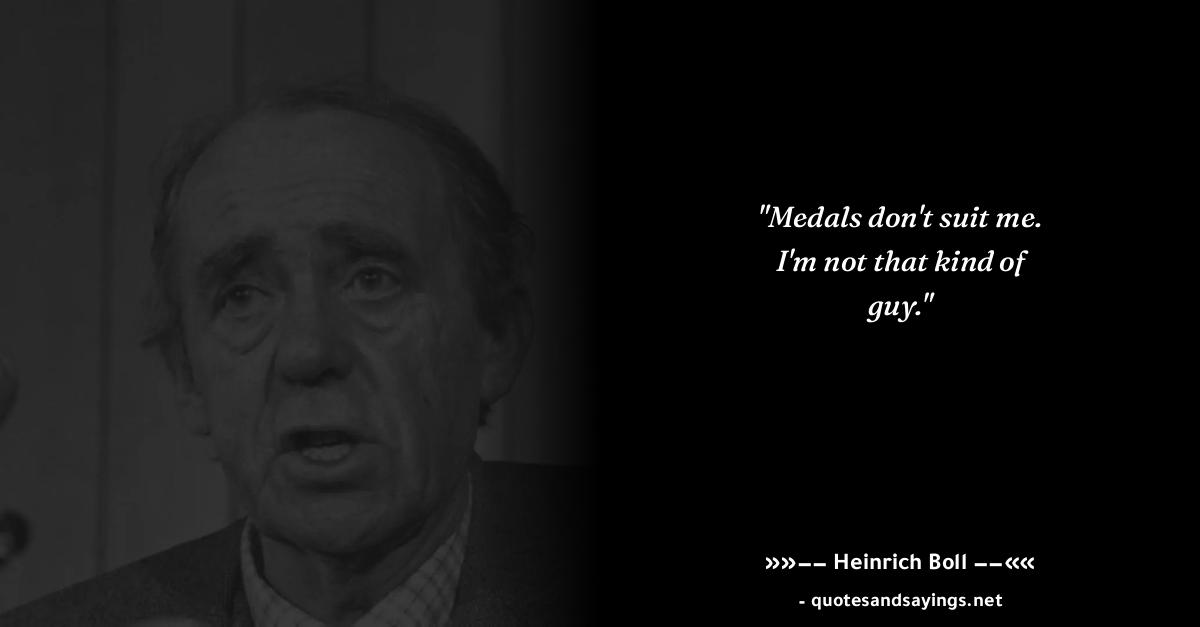 "Medals don't suit me.
I'm not that kind of
guy."
»»–– Heinrich Boll ––««
- quotesandsayings.net